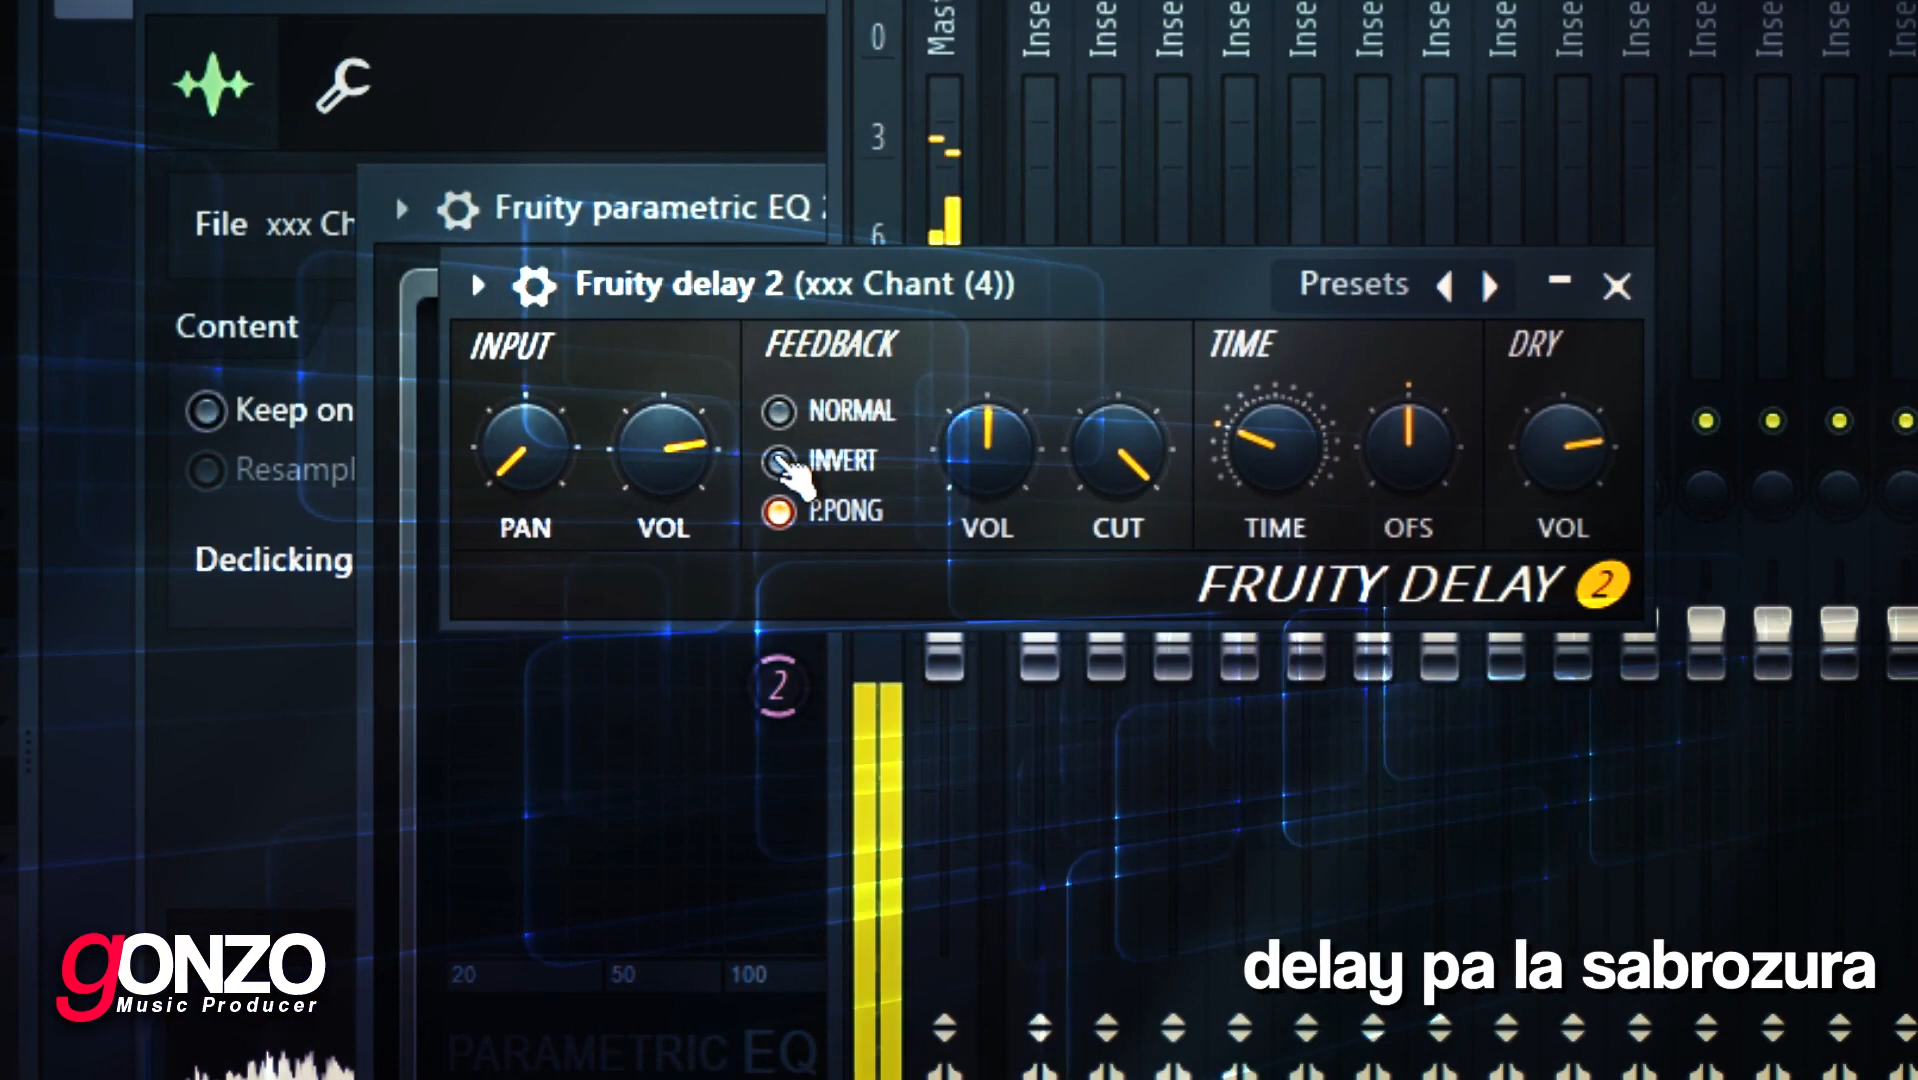 0
Mas
Inse
Inse
Inse
Inse
Inse
Inse
Inse
Inse
Inse
Inse
Inse
Inse
Inse
Inse
3
6
File xxx Ch
Fruity parametric EQ 2
Fruity delay 2 (xxx Chant (4))
Presets
Content
Keep on
Resampl
Declicking
INPUT
FEEDBACK
TIME
DRY
NORMAL
INVERT
P.PONG
PAN
VOL
VOL
CUT
TIME
OFS
VOL
FRUITY DELAY 2
2
20
50
100
PARAMETRIC EQ
gONZO
Music Producer
delay pa la sabrozura